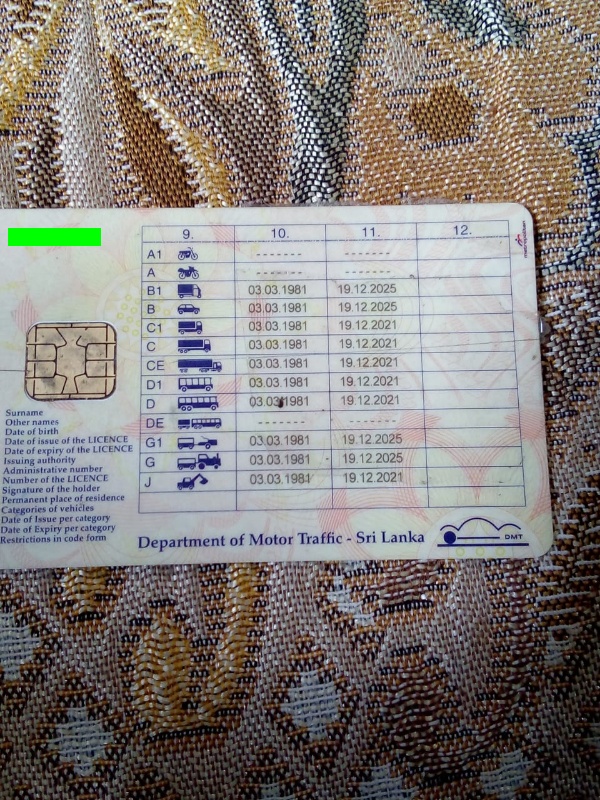 9. 10. 11. 12.
A1 ------- -------
A ------- -------
B1 03.03.1981 19.12.2025
B 03.03.1981 19.12.2025
C1 03.03.1981 19.12.2021
C 03.03.1981 19.12.2021
CE 03.03.1981 19.12.2021
D1 03.03.1981 19.12.2021
D 03.03.1981 19.12.2021
DE ------- -------
G1 03.03.1981 19.12.2025
G 03.03.1981 19.12.2021
J 03.03.1981 19.12.2021
Surname
Other names
Date of birth
Date of issue of the LICENCE
Date of expiry of the LICENCE
Issuing authority
Administrative number
Number of the LICENCE
Signature of the holder
Permanent place of residence
Categories of vehicles
Date of Issue per category
Date of Expiry per category
Restrictions in code form
Department of Motor Traffic - Sri Lanka
DMT